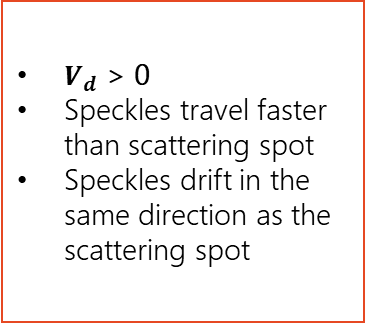 • V_d > 0
• Speckles travel faster
than scattering spot
• Speckles drift in the
same direction as the
scattering spot